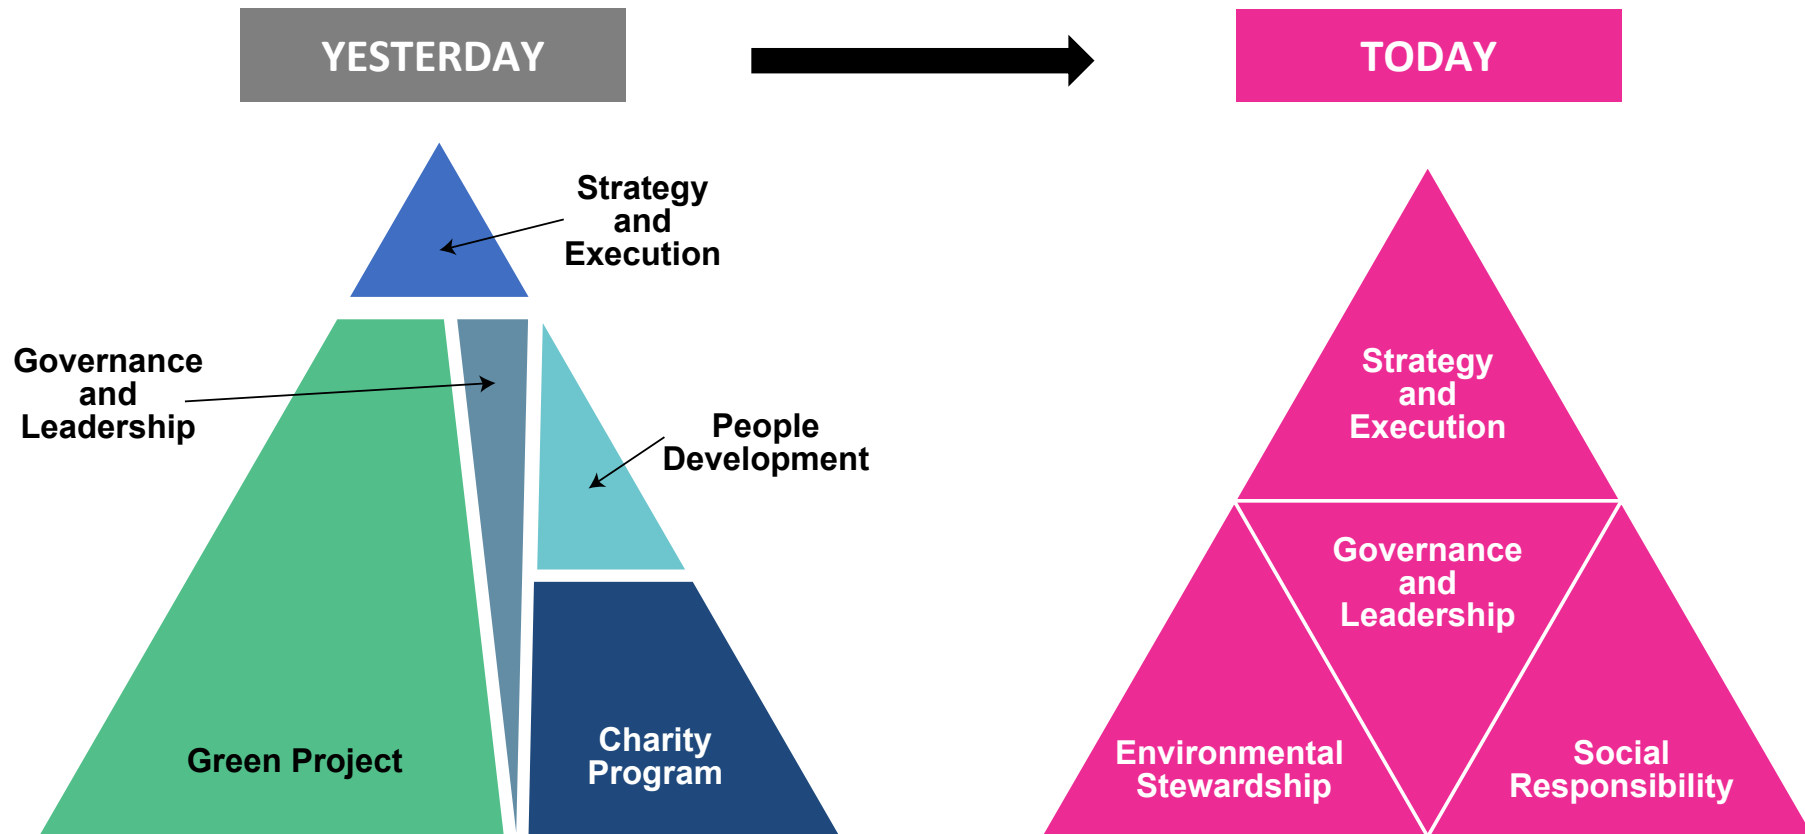 YESTERDAY
TODAY
Strategy
and
Execution
Governance
and
Leadership
People
Development
Green Project
Charity
Program
Strategy
and
Execution
Governance
and
Leadership
Environmental
Stewardship
Social
Responsibility